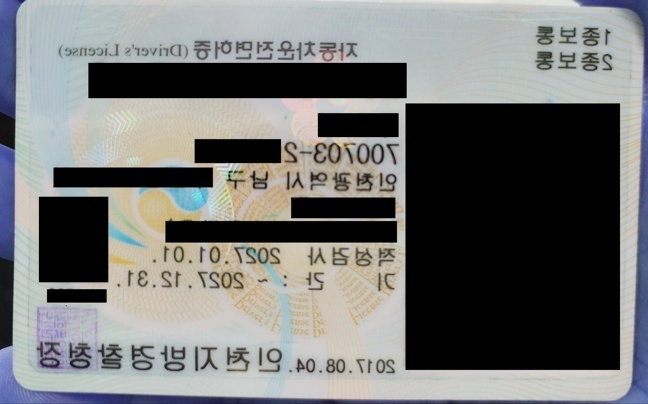 1종보통
2종보통
자동차운전면허증 (Driver's License)
700703-2
인천광역시 남구
적성검사 2027.01.01.
기 간 : ~ 2027.12.31.
2017.08.04. 인천지방경찰청장